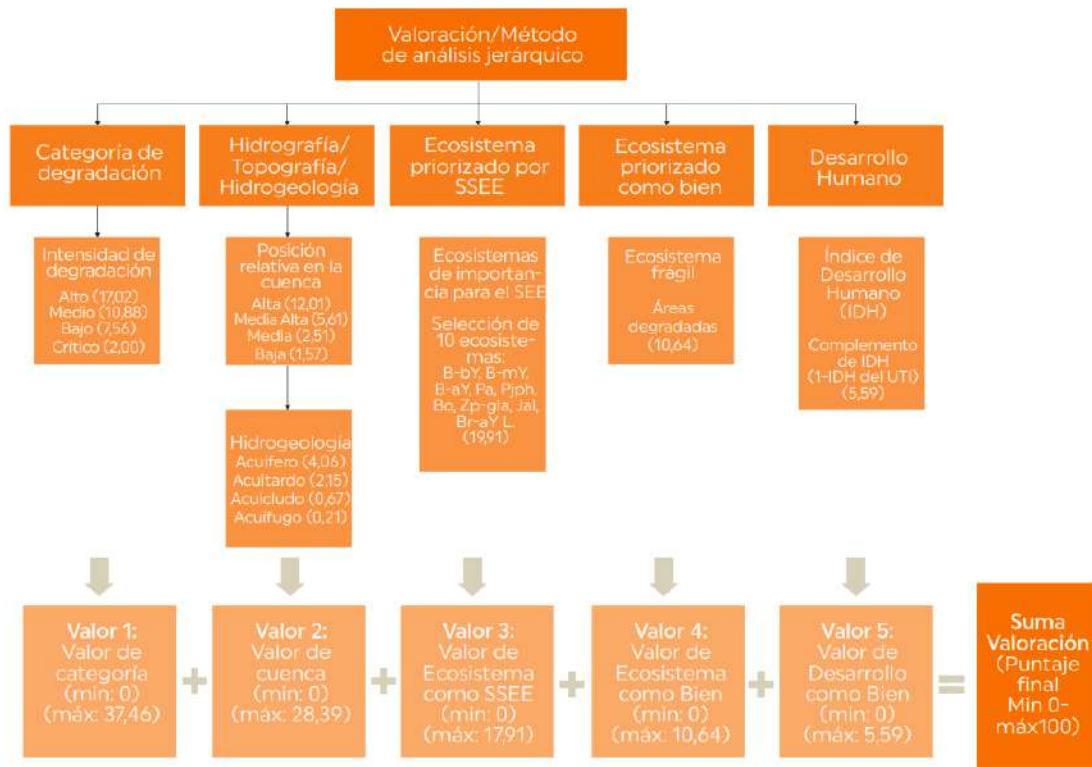 Valoración/Método
de análisis jerárquico
Categoría de
degradación
Hidrografía/
Topografía/
Hidrogeología
Ecosistema
priorizado por
SSEE
Ecosistema
priorizado
como bien
Desarrollo
Humano
Intensidad de
degradación
Alto (17,02)
Medio (10,88)
Bajo (7,56)
Crítico (2,00)
Posición
relativa en la
cuenca
Alta (12,01)
Media Alta (5,61)
Media (2,51)
Baja (1,57)
Hidrogeología
Acuífero (4,06)
Acuitardo (2,15)
Acuicludo (0,67)
Acuífugo (0,21)
Ecosistemas
de importan-
cia para el SEE
Selección de
10 ecosiste-
mas:
B-bY, B-mY,
B-aY, Pa, Pjph,
Bo, Zp-gla, Jal,
Br-aY L.
(19,91)
Ecosistema
frágil
Áreas
degradadas
(10,64)
Índice de
Desarrollo
Humano
(IDH)
Complemento
de IDH
(1-IDH del UTI)
(5,59)
Valor 1:
Valor de
categoría
(min: 0)
(máx: 37,46)
+
Valor 2:
Valor de
cuenca
(min: 0)
(máx: 28,39)
+
Valor 3:
Valor de
Ecosistema
como SSEE
(min: 0)
(máx: 17,91)
+
Valor 4:
Valor de
Ecosistema
como Bien
(min: 0)
(máx: 10,64)
+
Valor 5:
Valor de
Desarrollo
como Bien
(min: 0)
(máx: 5,59)
=
Suma
Valoración
(Puntaje
final
Min 0-
máx100)